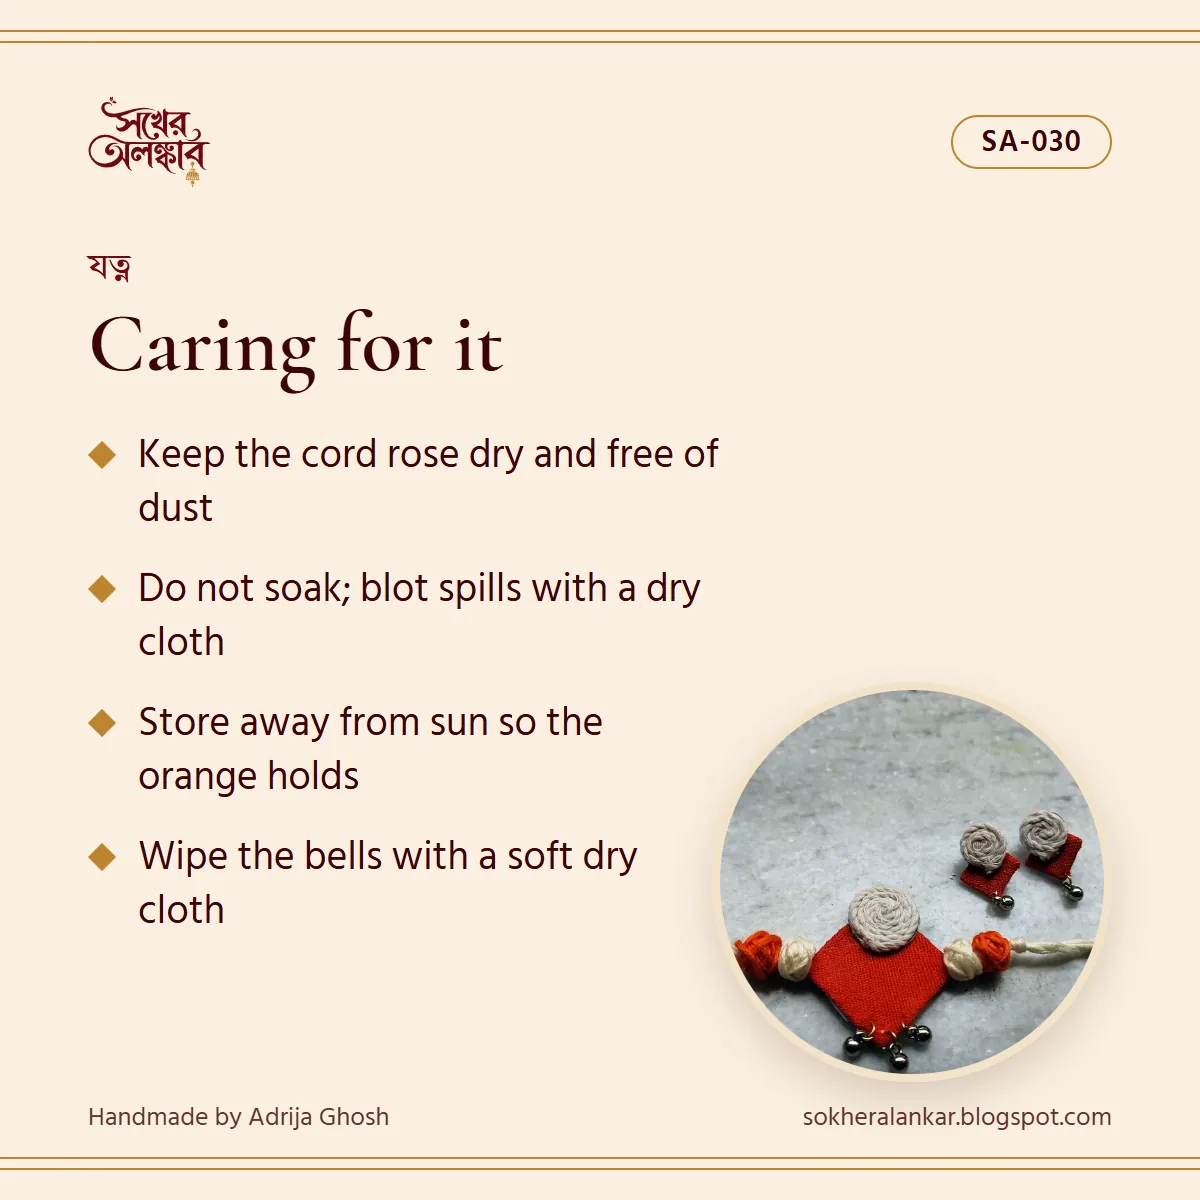 সখের
অলঙ্কার
SA-030
যত্ন
Caring for it
Keep the cord rose dry and free of
dust
Do not soak; blot spills with a dry
cloth
Store away from sun so the
orange holds
Wipe the bells with a soft dry
cloth
Handmade by Adrija Ghosh
sokheralankar.blogspot.com